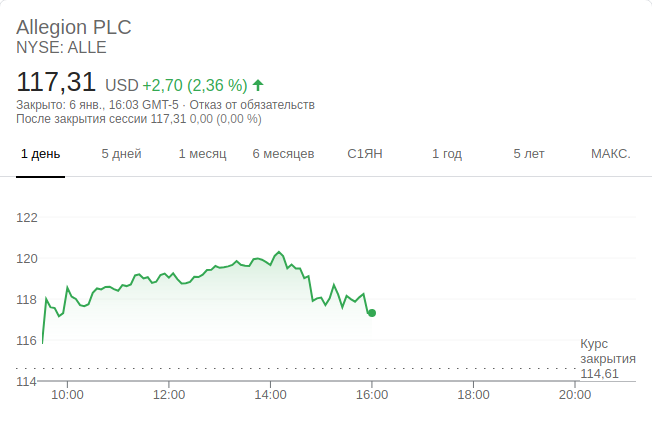 Allegion PLC
NYSE: ALLE
117,31 USD +2,70 (2,36 %)
Закрыто: 6 янв., 16:03 GMT-5 · Отказ от обязательств
После закрытия сессии 117,31 0,00 (0,00 %)
1 день 5 дней 1 месяц 6 месяцев С1ЯН 1 год 5 лет МАКС.
122
120
118
116
Курс
закрытия
114,61
114
10:00 12:00 14:00 16:00 18:00 20:00